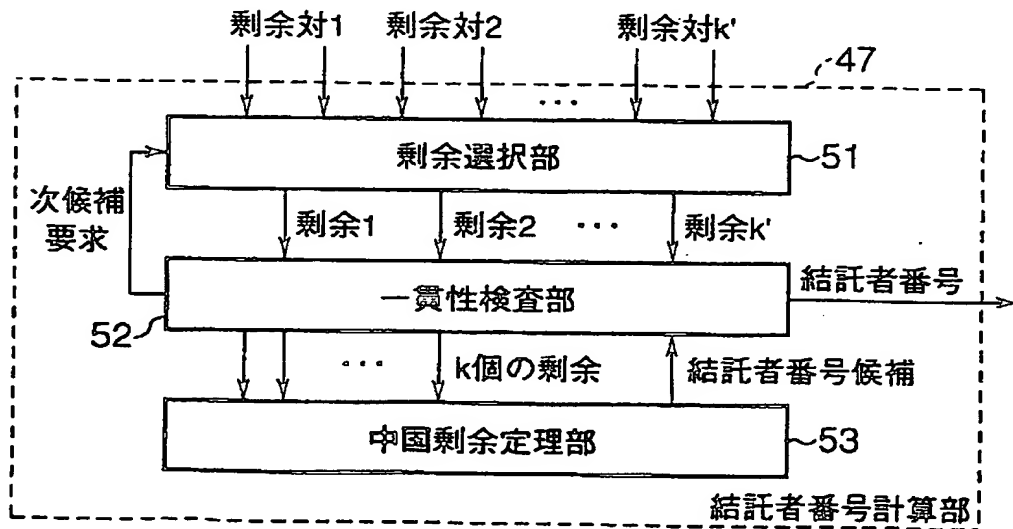 剰余対1
剰余対2
剰余対k'
47
…
剰余選択部
51
次候補
要求
剰余1
剰余2
…
剰余k'
結託者番号
一貫性検査部
52
…
k個の剰余
結託者番号候補
中国剰余定理部
53
結託者番号計算部